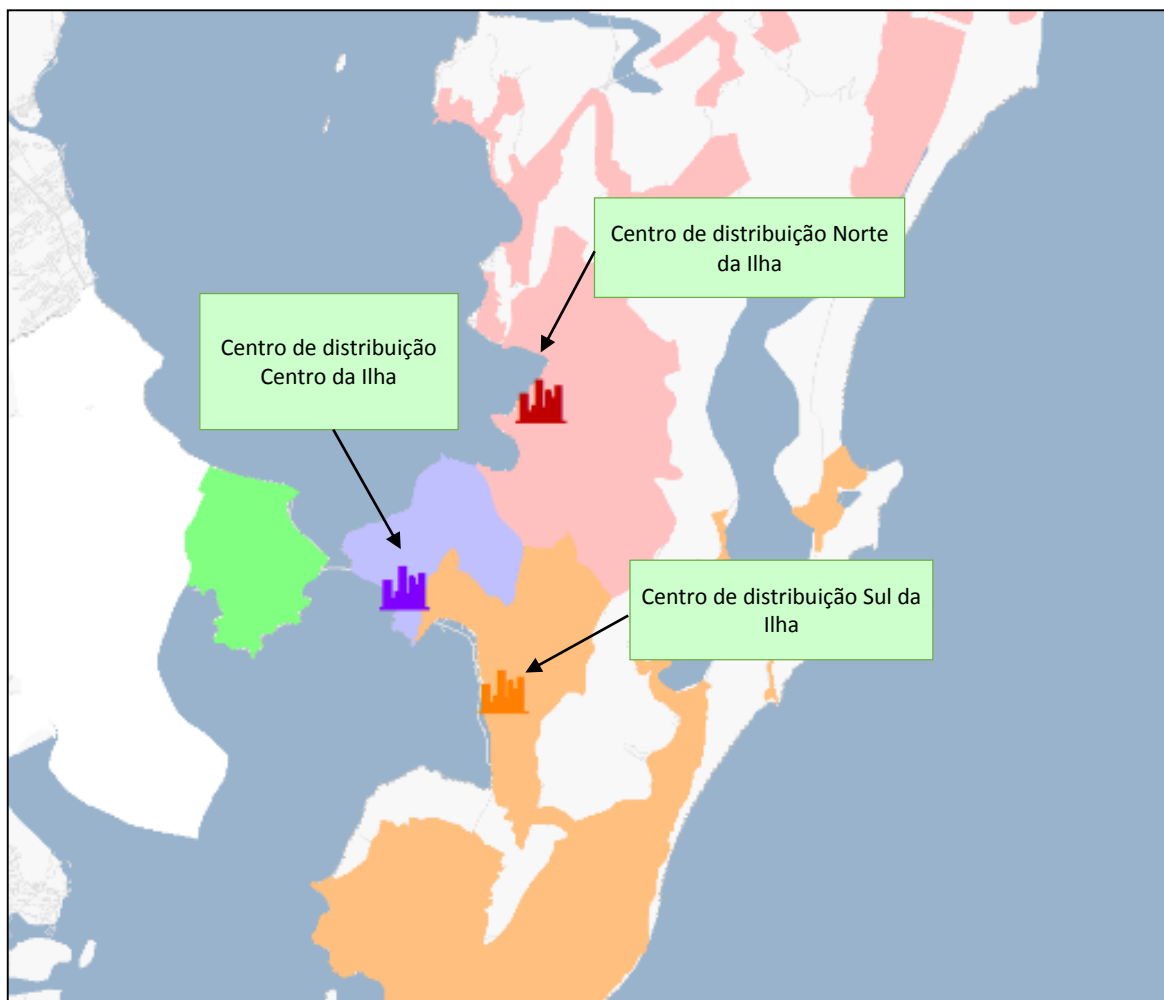 Centro de distribuição Norte
da Ilha
Centro de distribuição
Centro da Ilha
Centro de distribuição Sul da
Ilha